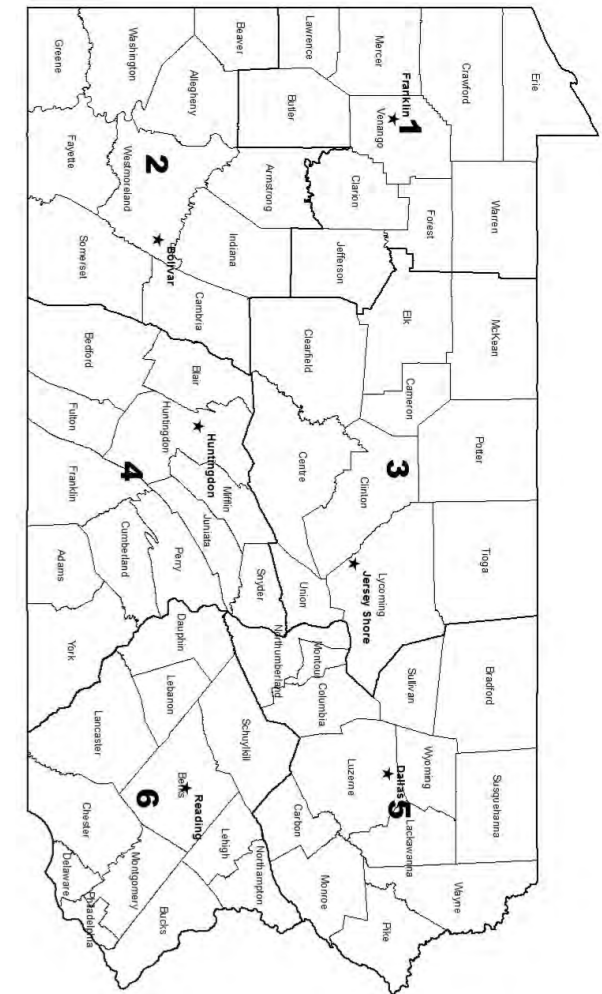 Erie
Crawford
Warren
McKean
Potter
Tioga
Bradford
Susquehanna
Wayne
Mercer
Franklin
1
Venango
Forest
Elk
Cameron
3
Clinton
Lycoming
Jersey Shore
Sullivan
Wyoming
Lackawanna
Pike
Lawrence
Butler
Clarion
Jefferson
Clearfield
Centre
Union
Montour
Northumberland
Columbia
Luzerne
Dallas
5
Carbon
Monroe
Beaver
Allegheny
Armstrong
Indiana
Cambria
Blair
Huntingdon
Huntingdon
Mifflin
Juniata
Snyder
Schuylkill
Lehigh
Northampton
Washington
Westmoreland
2
Bolivar
4
Perry
Dauphin
Lebanon
Berks
Reading
6
Montgomery
Bucks
Greene
Fayette
Somerset
Bedford
Fulton
Franklin
Cumberland
Adams
York
Lancaster
Chester
Delaware
Philadelphia